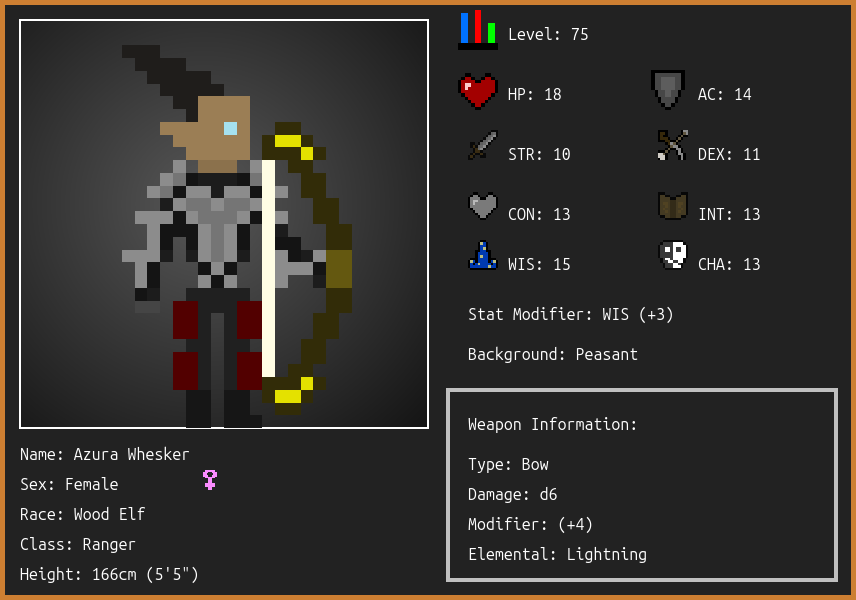 Level: 75
HP: 18
AC: 14
STR: 10
DEX: 11
CON: 13
INT: 13
WIS: 15
CHA: 13
Stat Modifier: WIS (+3)
Background: Peasant
Weapon Information:
Type: Bow
Damage: d6
Modifier: (+4)
Elemental: Lightning
Name: Azura Whesker
Sex: Female
Race: Wood Elf
Class: Ranger
Height: 166cm (5'5")